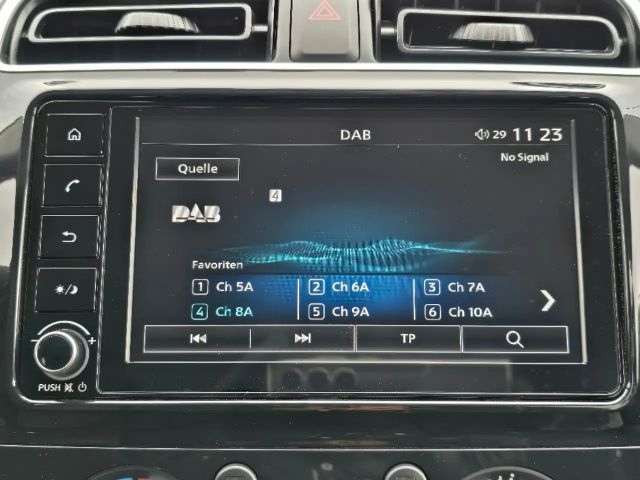 DAB
29 11 23
No Signal
Quelle
4
DAB
Favoriten
1 Ch 5A 2 Ch 6A 3 Ch 7A
4 Ch 8A 5 Ch 9A 6 Ch 10A
TP
- +
PUSH